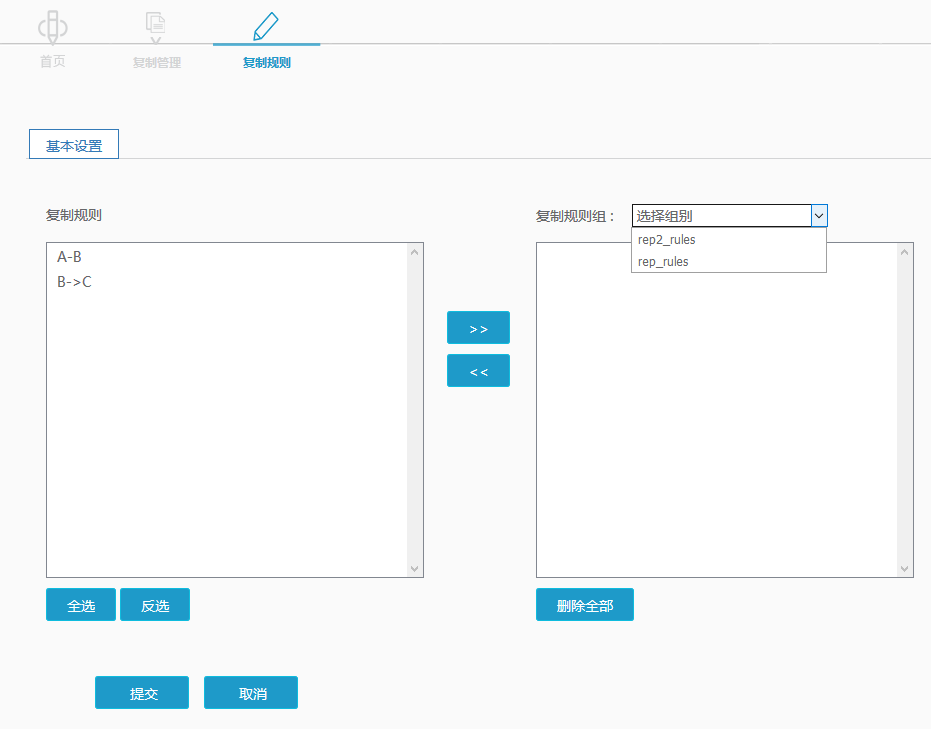 首页
复制管理
复制规则
基本设置
复制规则
复制规则组：
选择组别
rep2_rules
rep_rules
A-B
B->C
>>
<<
全选
反选
删除全部
提交
取消